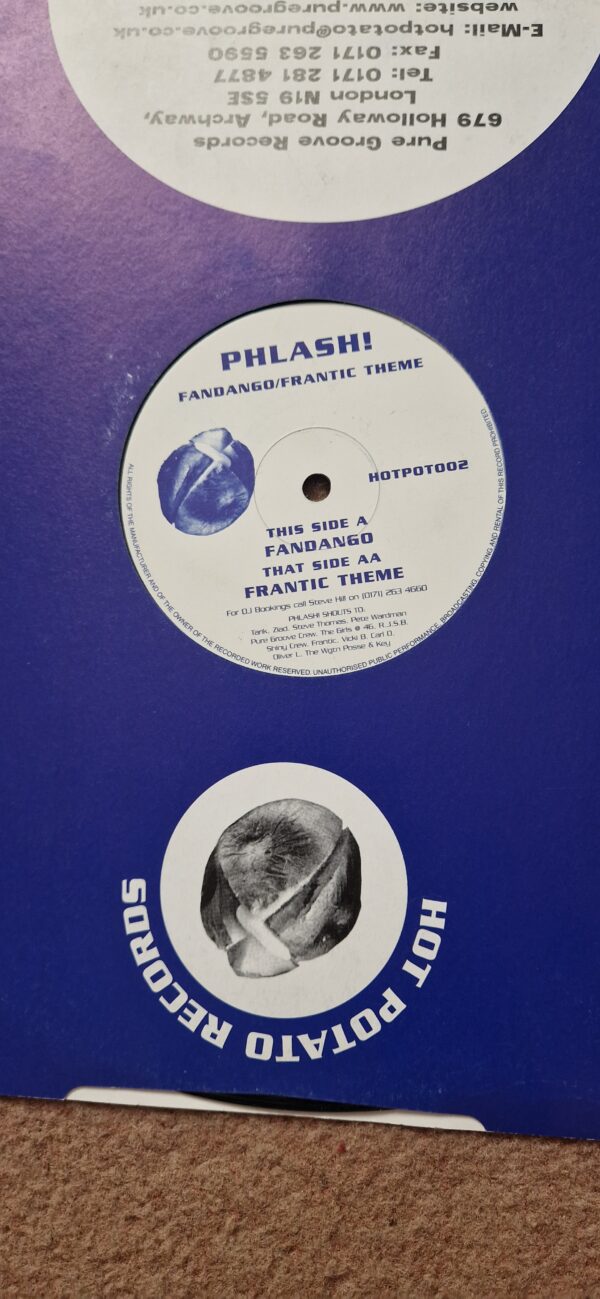 website: www.puregroove.co.uk
E-Mail: hotpotato@puregroove.co.uk
Fax: 0171 263 5590
Tel: 0171 281 4877
London N19 5SE
679 Holloway Road, Archway,
Pure Groove Records
PHLASH!
FANDANGO/FRANTIC THEME
HOTPOT002
THIS SIDE A
FANDANGO
THAT SIDE AA
FRANTIC THEME
For DJ Bookings call Steve Hill on (0171) 263 4660
PHLASH! SHOUTS TO:
Tarik, Zied, Steve Thomas, Pete Wardman
Pure Groove Crew, The Girls @ 46, R.J.S.B.
Shiny Crew, Frantic, Vicki B. Carl D.
Oliver L. The Wgtn Posse & Key
ALL RIGHTS OF THE MANUFACTURER AND OF THE OWNER OF THE RECORDED WORK RESERVED. UNAUTHORISED PUBLIC PERFORMANCE, BROADCASTING, COPYING AND RENTAL OF THIS RECORD PROHIBITED
HOT POTATO RECORDS